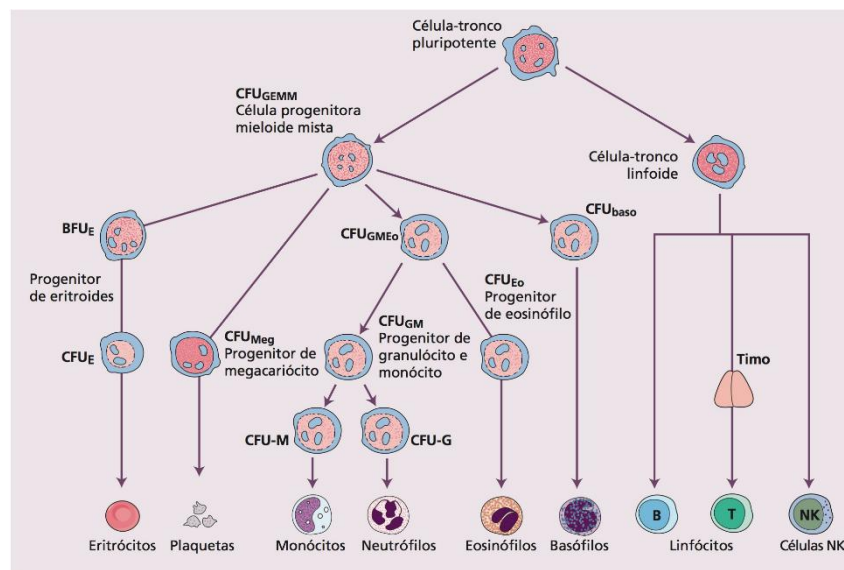 Célula-tronco
pluripotente
CFUGEMM
Célula progenitora
mieloide mista
Célula-tronco
linfoide
BFUE
CFUGMEo
CFUbaso
Progenitor
de eritroides
CFUEo
Progenitor
de eosinófilo
CFUE
CFUMeg
Progenitor de
megacariócito
CFUGM
Progenitor de
granulócito e
monócito
Timo
CFU-M
CFU-G
B
T
NK
Eritrócitos
Plaquetas
Monócitos
Neutrófilos
Eosinófilos
Basófilos
Linfócitos
Células NK